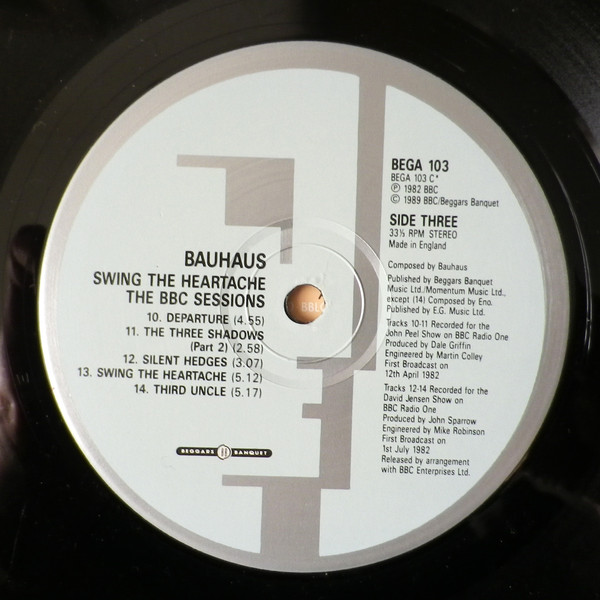 BAUHAUS
SWING THE HEARTACHE
THE BBC SESSIONS
10. DEPARTURE (4.55)
11. THE THREE SHADOWS
(Part 2) (2.58)
12. SILENT HEDGES (3.07)
13. SWING THE HEARTACHE (5.12)
14. THIRD UNCLE (5.17)
BEGGARS BANQUET
BEGA 103
BEGA 103 C*
Ⓟ 1982 BBC
© 1989 BBC/Beggars Banquet
SIDE THREE
33⅓ RPM STEREO
Made in England
Composed by Bauhaus
Published by Beggars Banquet
Music Ltd./Momentum Music Ltd.,
except (14) Composed by Eno.
Published by E.G. Music Ltd.
Tracks 10-11 Recorded for the
John Peel Show on BBC Radio One
Produced by Dale Griffin
Engineered by Martin Colley
First Broadcast on
12th April 1982
Tracks 12-14 Recorded for the
David Jensen Show on
BBC Radio One
Produced by John Sparrow
Engineered by Mike Robinson
First Broadcast on
1st July 1982
Released by arrangement
with BBC Enterprises Ltd.